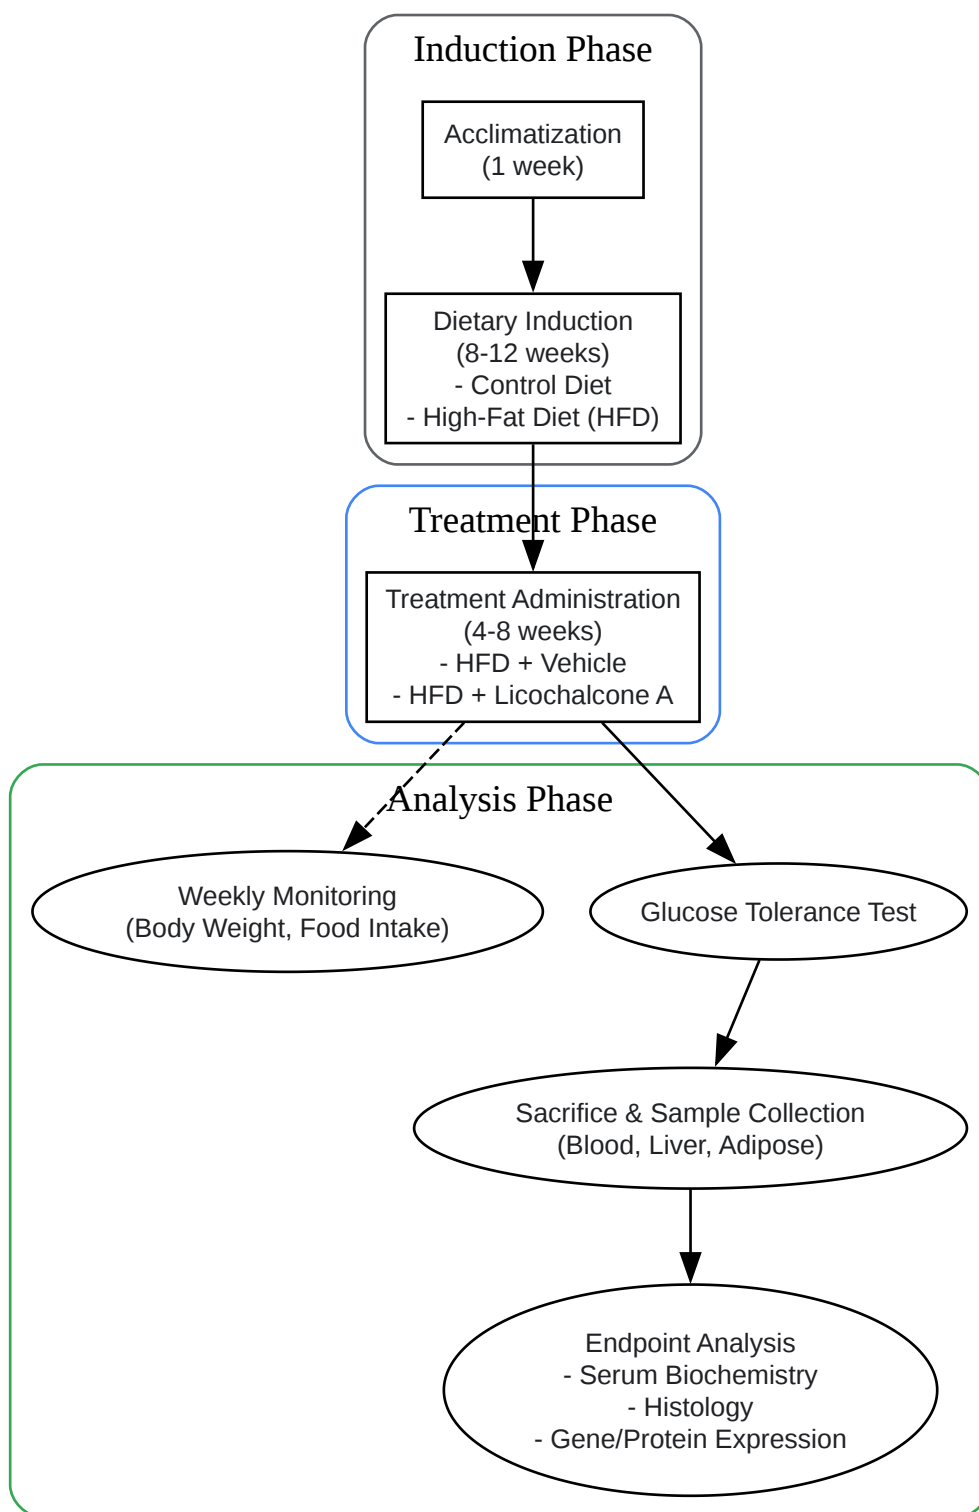 Induction Phase
Acclimatization
(1 week)
Dietary Induction
(8-12 weeks)
- Control Diet
- High-Fat Diet (HFD)
Treatment Phase
Treatment Administration
(4-8 weeks)
- HFD + Vehicle
- HFD + Licochalcone A
Analysis Phase
Weekly Monitoring
(Body Weight, Food Intake)
Glucose Tolerance Test
Sacrifice & Sample Collection
(Blood, Liver, Adipose)
Endpoint Analysis
- Serum Biochemistry
- Histology
- Gene/Protein Expression